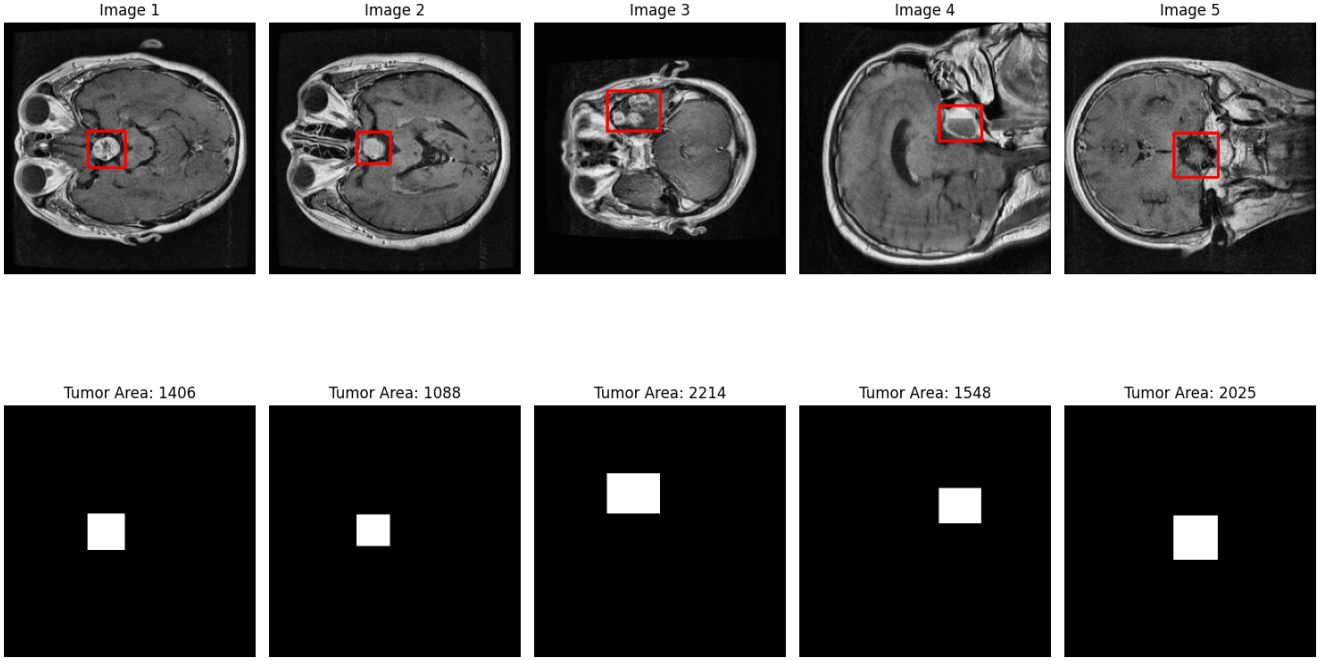 Image 1
Image 2
Image 3
Image 4
Image 5
Tumor Area: 1406
Tumor Area: 1088
Tumor Area: 2214
Tumor Area: 1548
Tumor Area: 2025